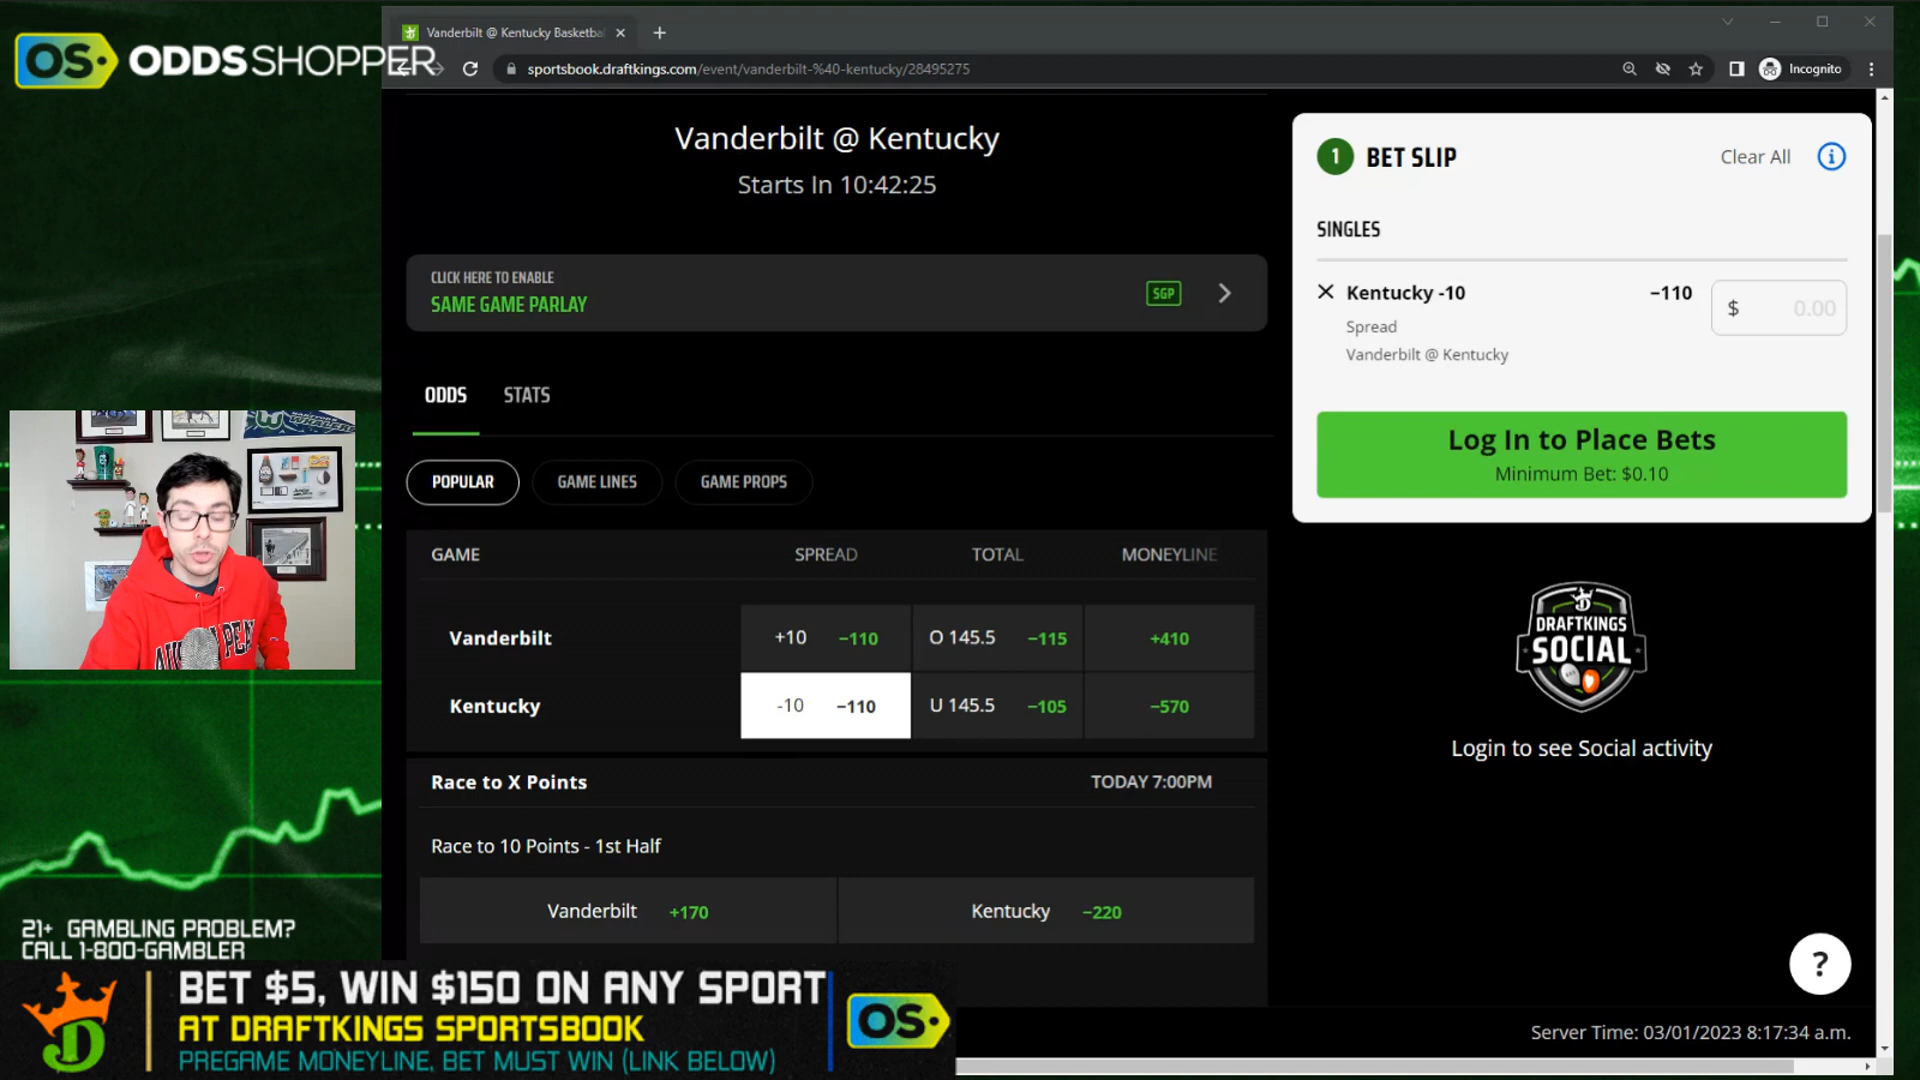 OS.
ODDSSHOPPER
Vanderbilt @ Kentucky Basketba
sportsbook.draftkings.com/event/vanderbilt-%40-kentucky/28495275
Incognito
Vanderbilt @ Kentucky
Starts In 10:42:25
CLICK HERE TO ENABLE
SAME GAME PARLAY
SGP
ODDS STATS
POPULAR GAME LINES GAME PROPS
GAME SPREAD TOTAL MONEYLINE
Vanderbilt +10 −110 O 145.5 −115 +410
Kentucky -10 −110 U 145.5 −105 −570
Race to X Points TODAY 7:00PM
Race to 10 Points - 1st Half
Vanderbilt +170 Kentucky −220
1 BET SLIP Clear All
SINGLES
Kentucky -10 −110 $ 0.00
Spread
Vanderbilt @ Kentucky
Log In to Place Bets
Minimum Bet: $0.10
DRAFTKINGS
SOCIAL
Login to see Social activity
?
Server Time: 03/01/2023 8:17:34 a.m.
21+ GAMBLING PROBLEM?
CALL 1-800-GAMBLER
BET $5, WIN $150 ON ANY SPORT
AT DRAFTKINGS SPORTSBOOK
PREGAME MONEYLINE, BET MUST WIN (LINK BELOW)
OS.